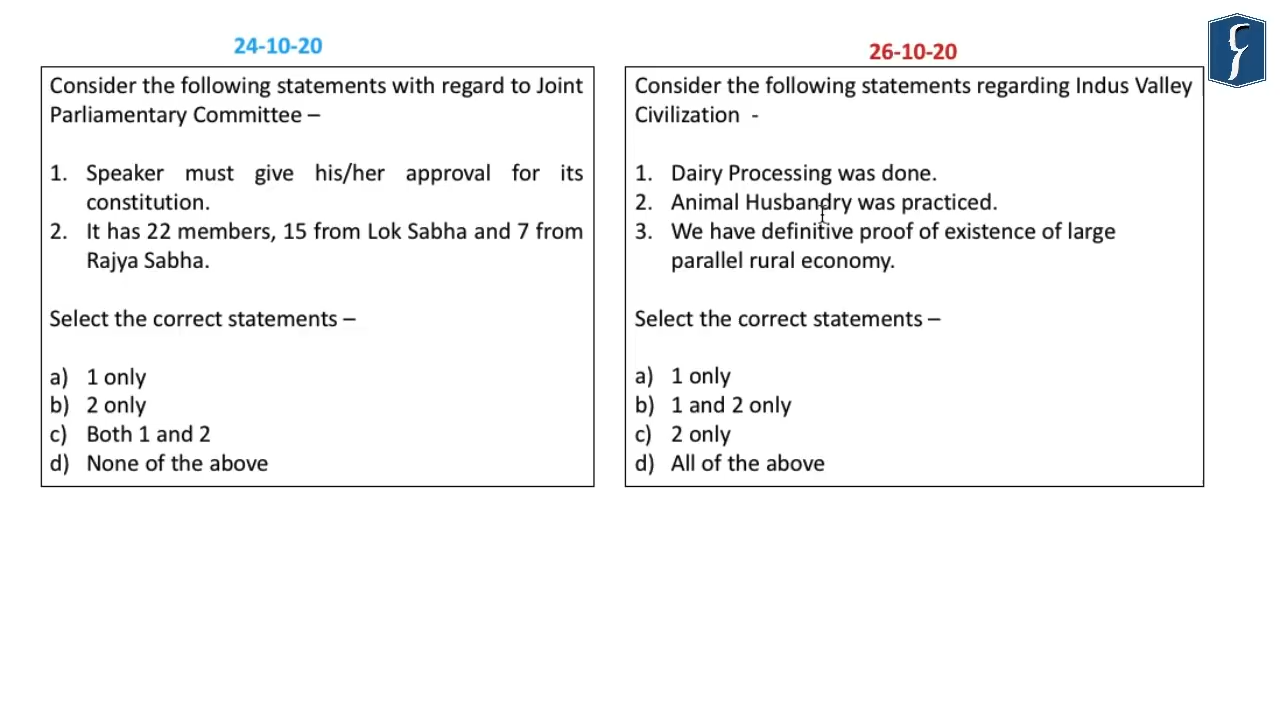 24-10-20
Consider the following statements with regard to Joint
Parliamentary Committee –
1. Speaker must give his/her approval for its
constitution.
2. It has 22 members, 15 from Lok Sabha and 7 from
Rajya Sabha.
Select the correct statements –
a) 1 only
b) 2 only
c) Both 1 and 2
d) None of the above
26-10-20
Consider the following statements regarding Indus Valley
Civilization -
1. Dairy Processing was done.
2. Animal Husbandry was practiced.
3. We have definitive proof of existence of large
parallel rural economy.
Select the correct statements –
a) 1 only
b) 1 and 2 only
c) 2 only
d) All of the above